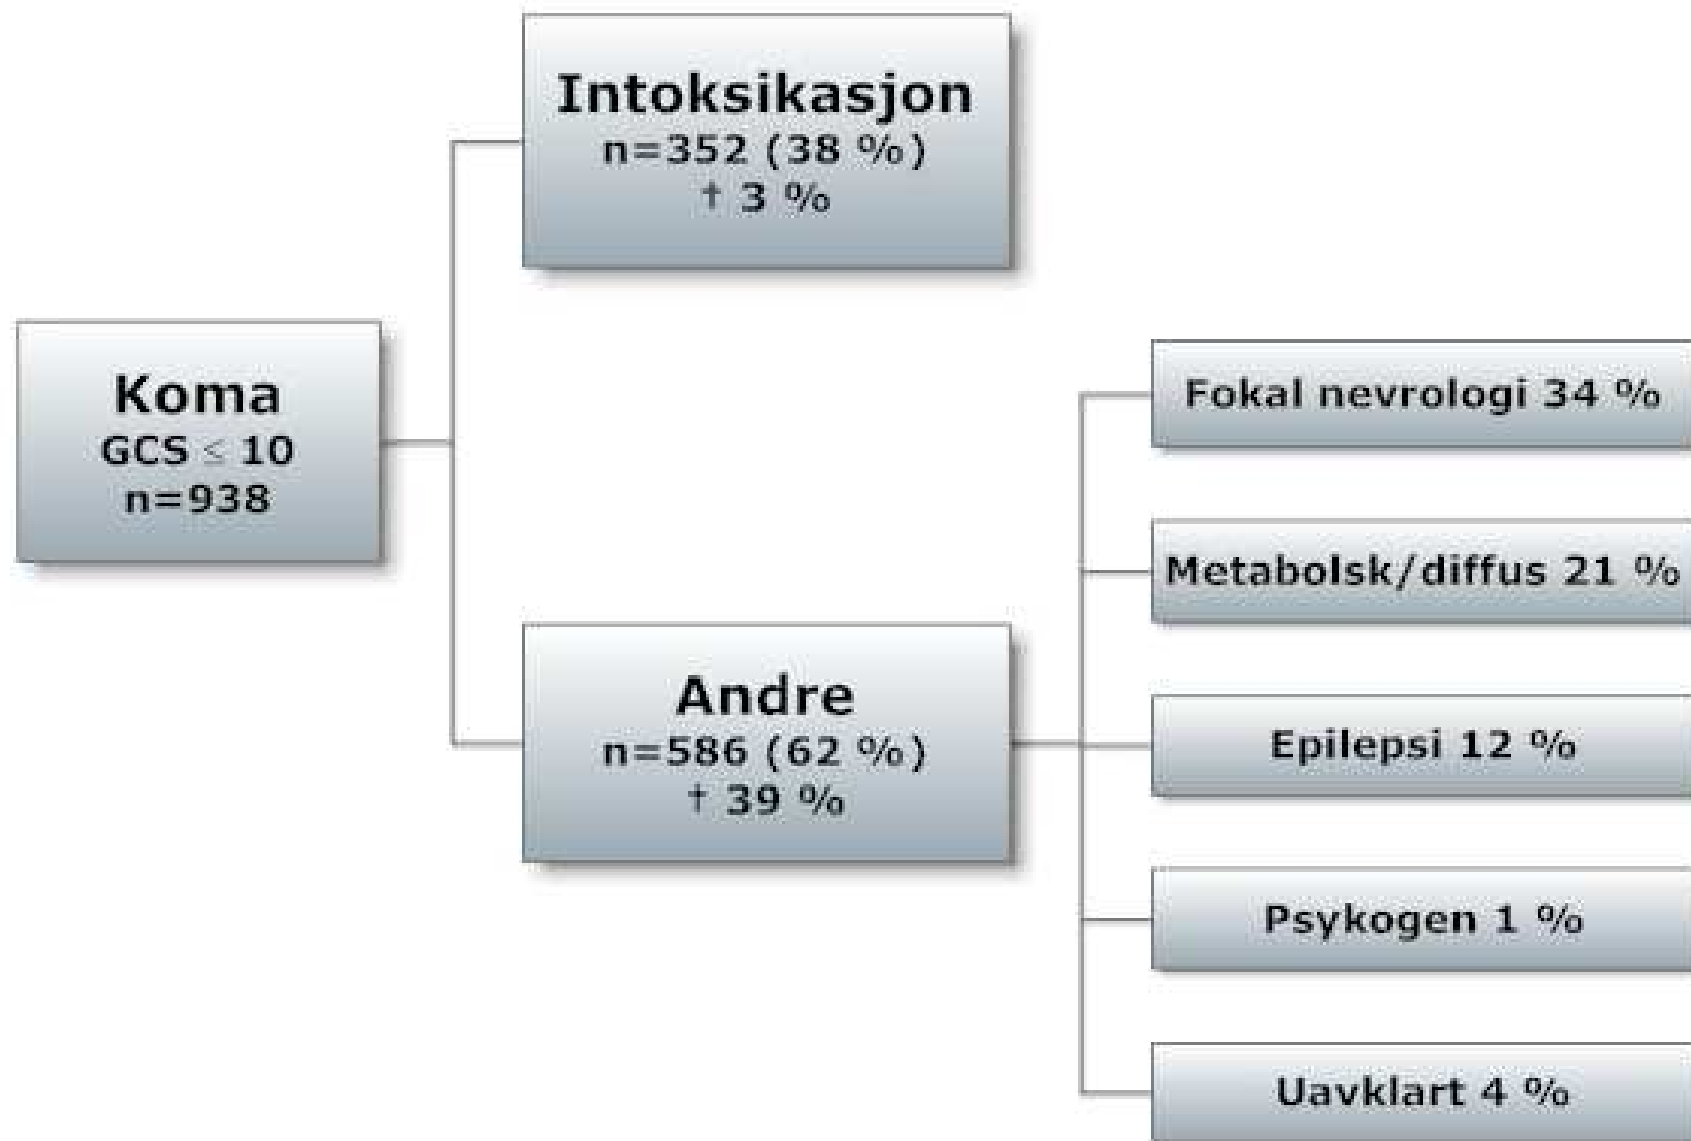 Intoksikasjon
n=352 (38 %)
† 3 %
Koma
GCS ≤ 10
n=938
Andre
n=586 (62 %)
† 39 %
Fokal nevrologi 34 %
Metabolsk/diffus 21 %
Epilepsi 12 %
Psykogen 1 %
Uavklart 4 %